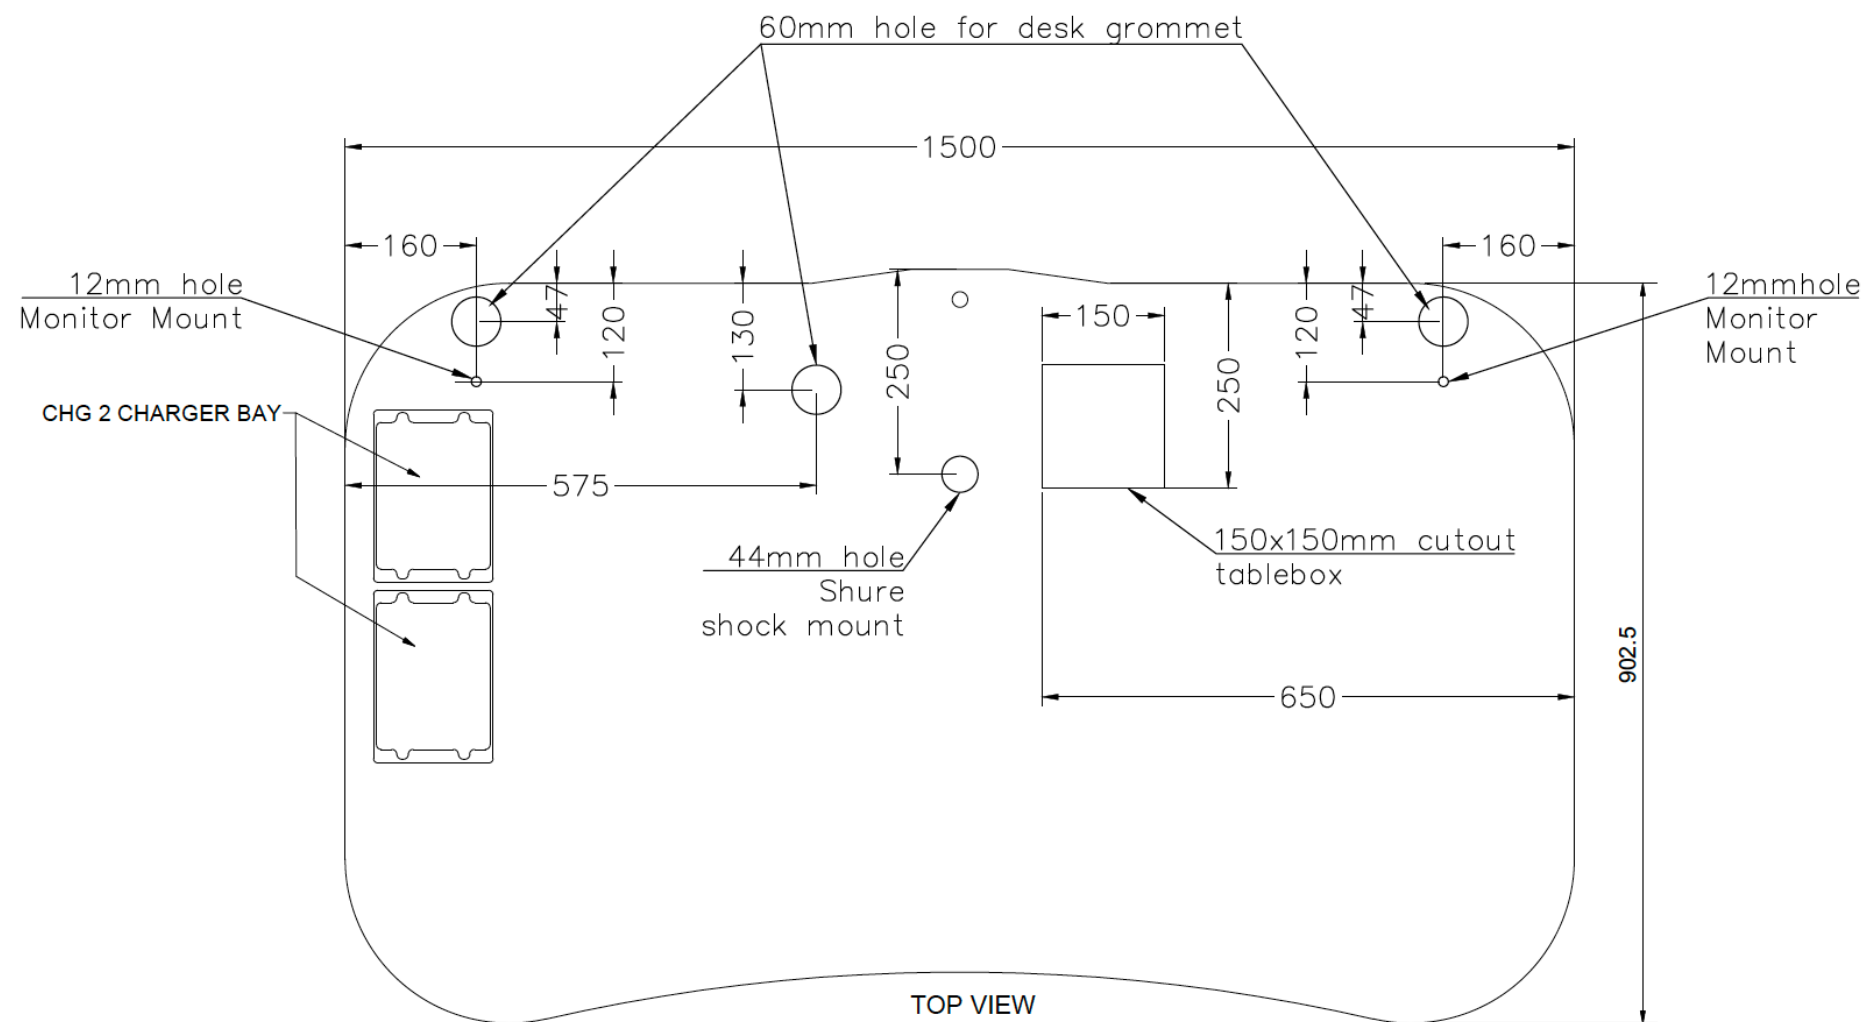 60mm hole for desk grommet
1500
160
160
12mm hole
Monitor Mount
47
120
130
250
150
250
120
47
12mmhole
Monitor
Mount
CHG 2 CHARGER BAY
575
44mm hole
Shure
shock mount
150x150mm cutout
tablebox
902.5
650
TOP VIEW